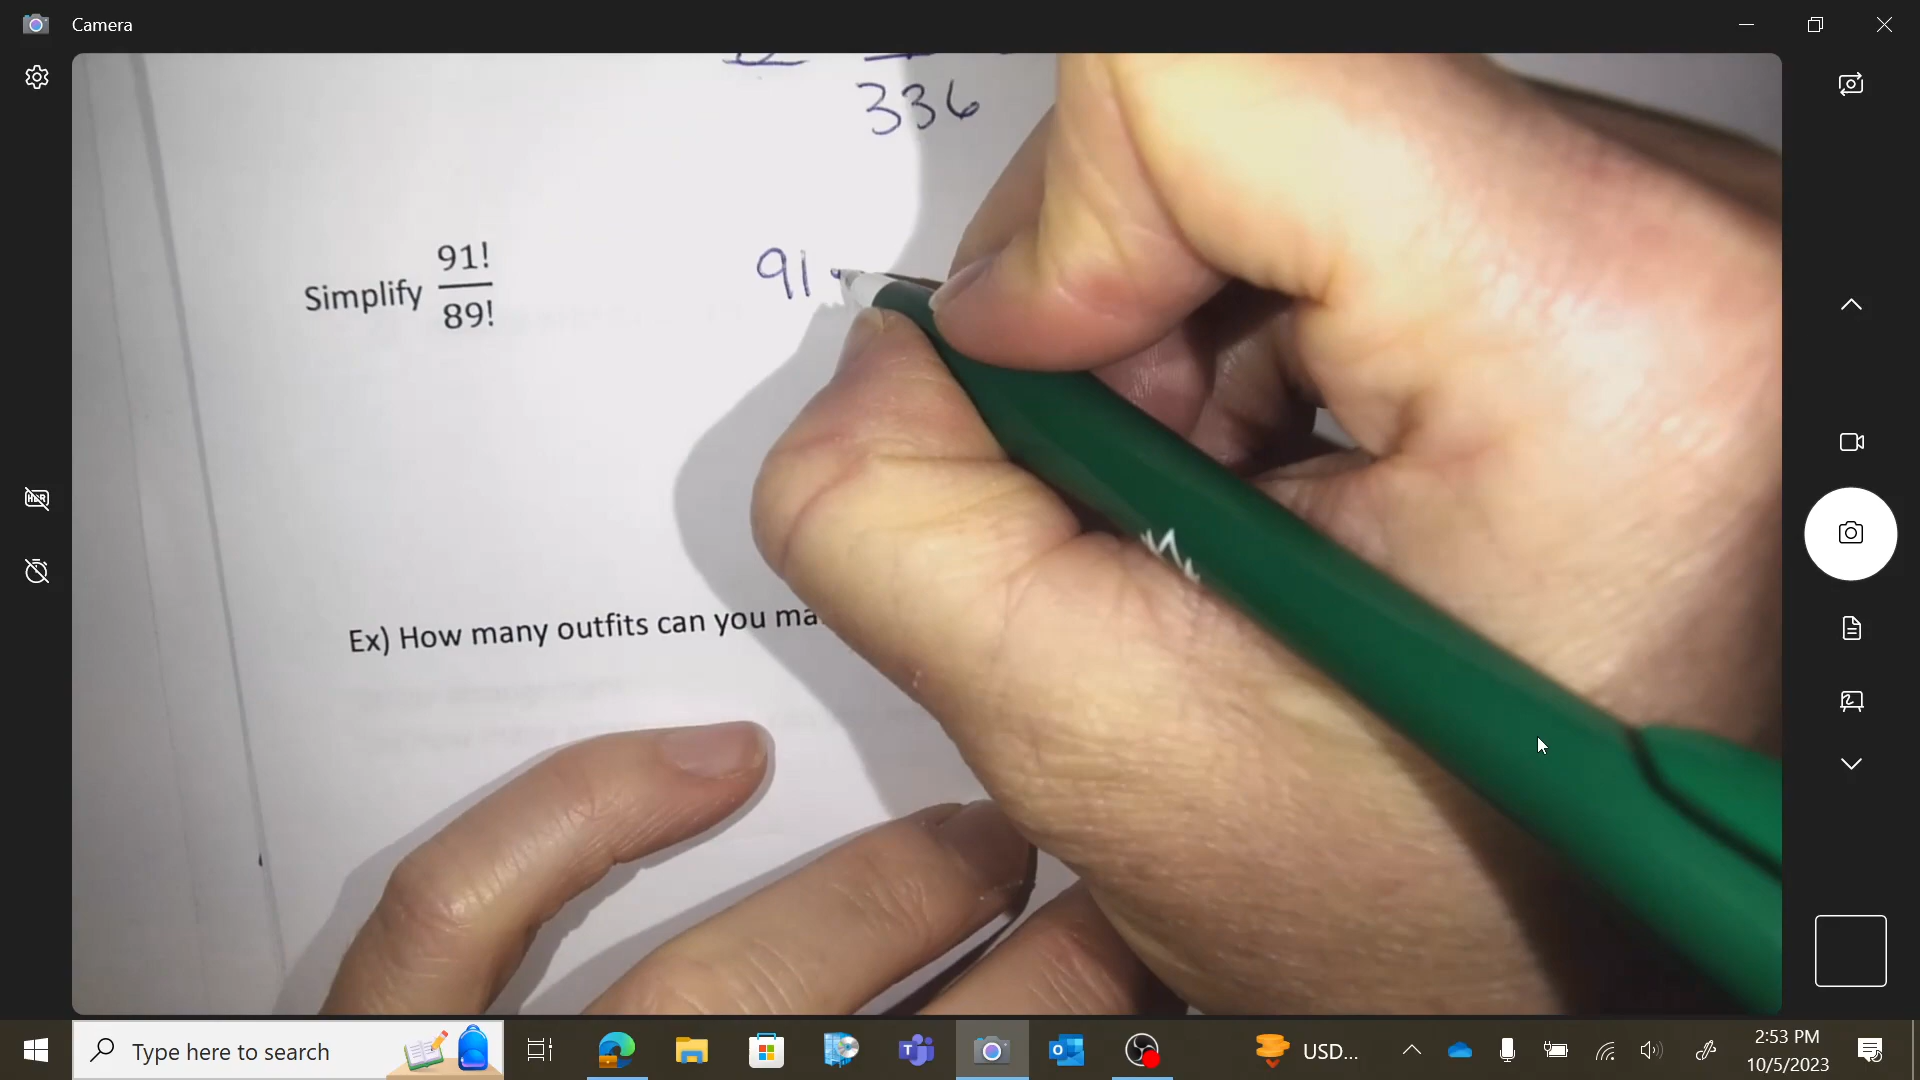 Camera
336
Simplify 91!
89!
91 ·
Ex) How many outfits can you ma
Type here to search
USD...
2:53 PM
10/5/2023